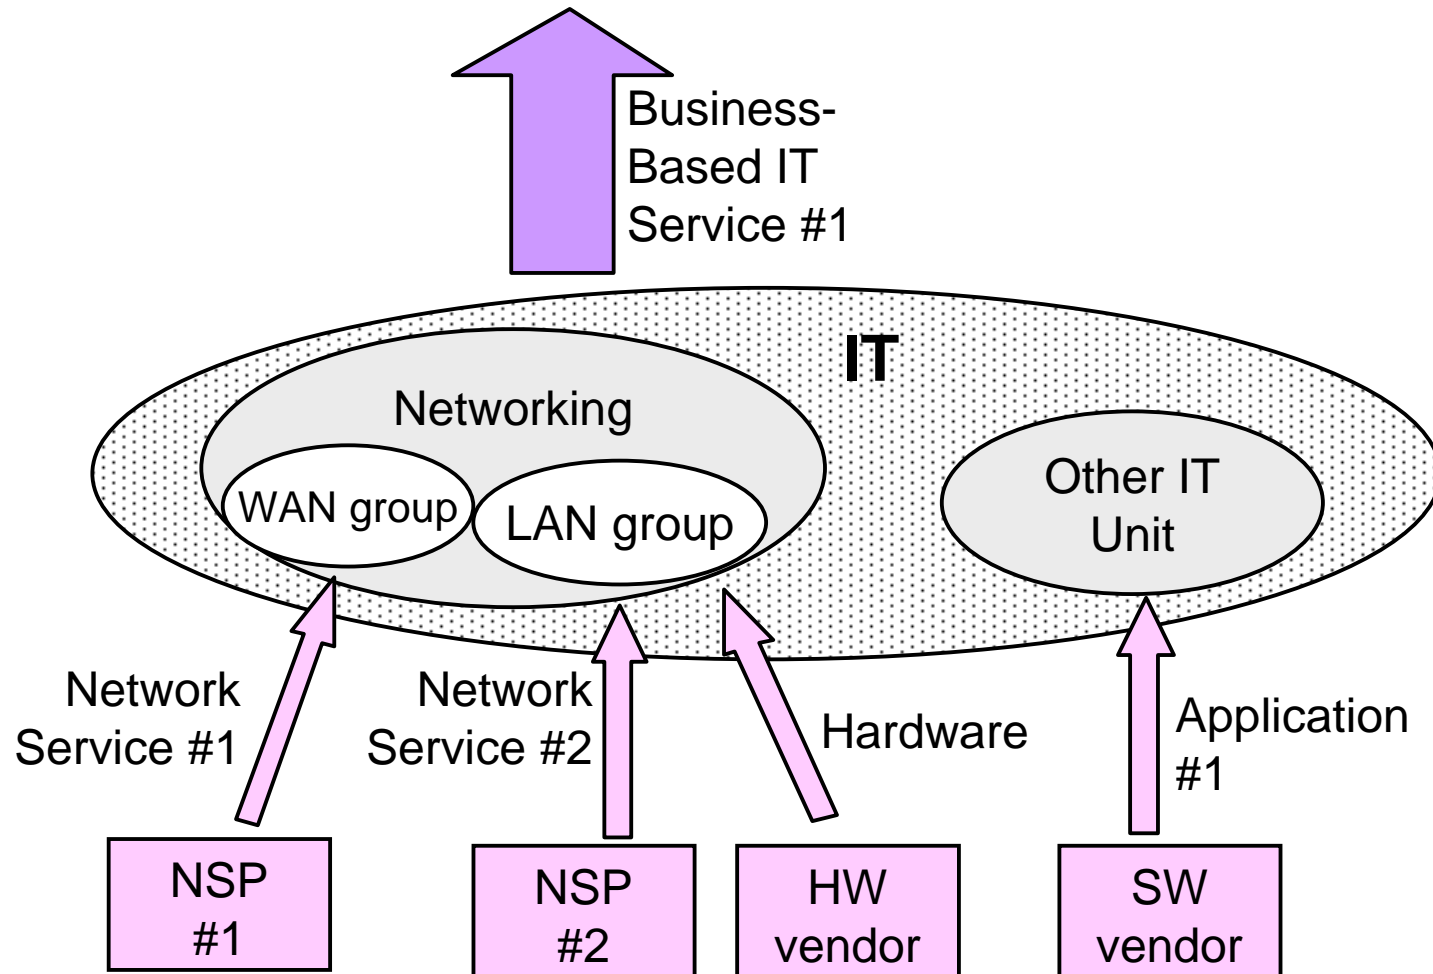 Business-
Based IT
Service #1
IT
Networking
WAN group
LAN group
Other IT
Unit
Network
Service #1
Network
Service #2
Hardware
Application
#1
NSP
#1
NSP
#2
HW
vendor
SW
vendor